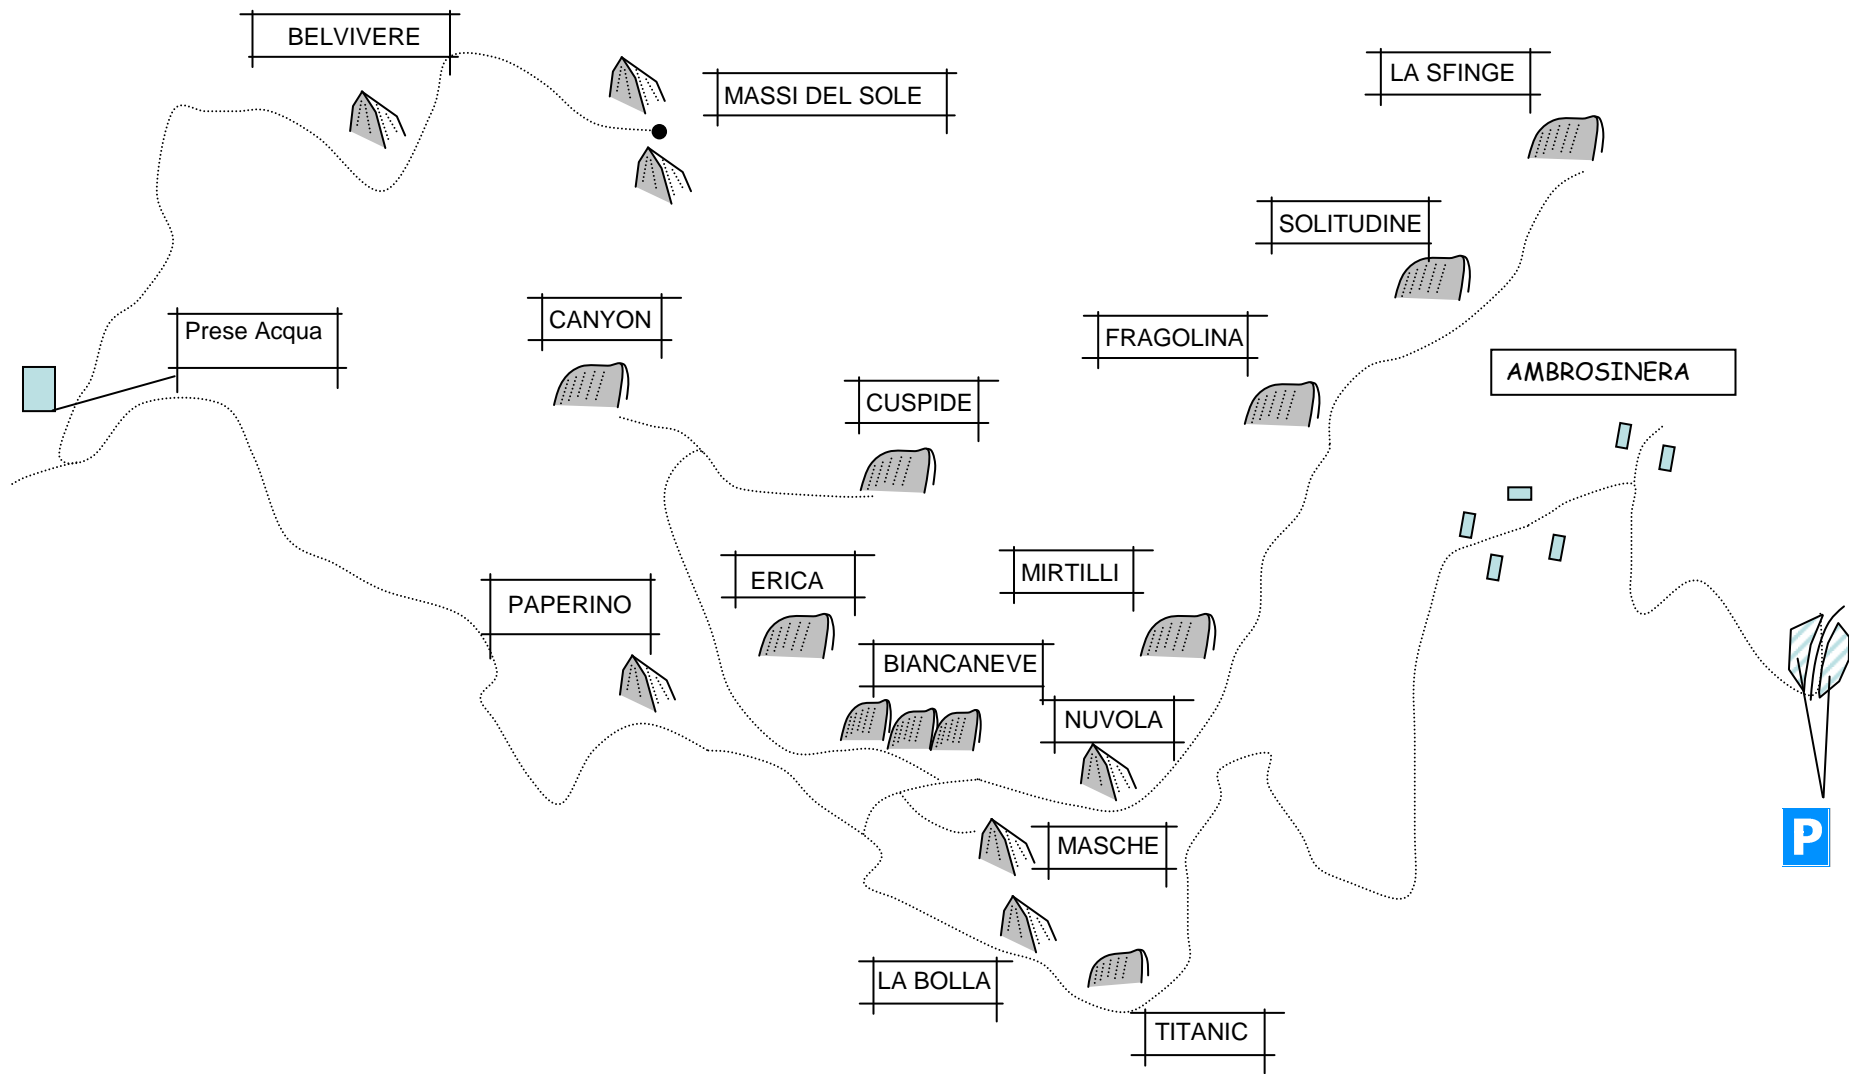 BELVIVERE
MASSI DEL SOLE
LA SFINGE
SOLITUDINE
Prese Acqua
CANYON
FRAGOLINA
AMBROSINERA
CUSPIDE
ERICA
MIRTILLI
PAPERINO
BIANCANEVE
NUVOLA
MASCHE
P
LA BOLLA
TITANIC